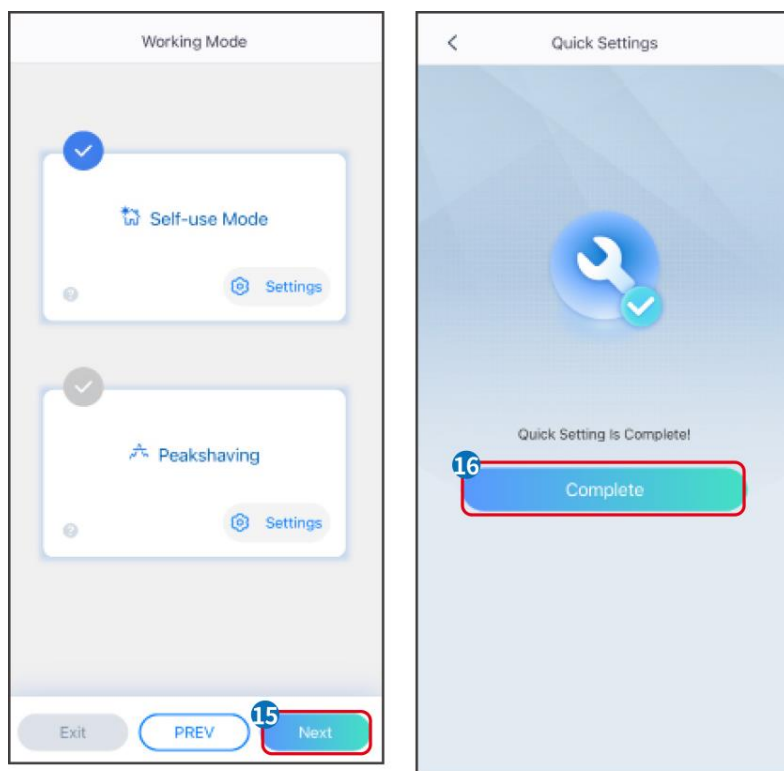 Working Mode
Self-use Mode
Settings
Peakshaving
Settings
Exit
PREV
15
Next
Quick Settings
Quick Setting Is Complete!
16
Complete